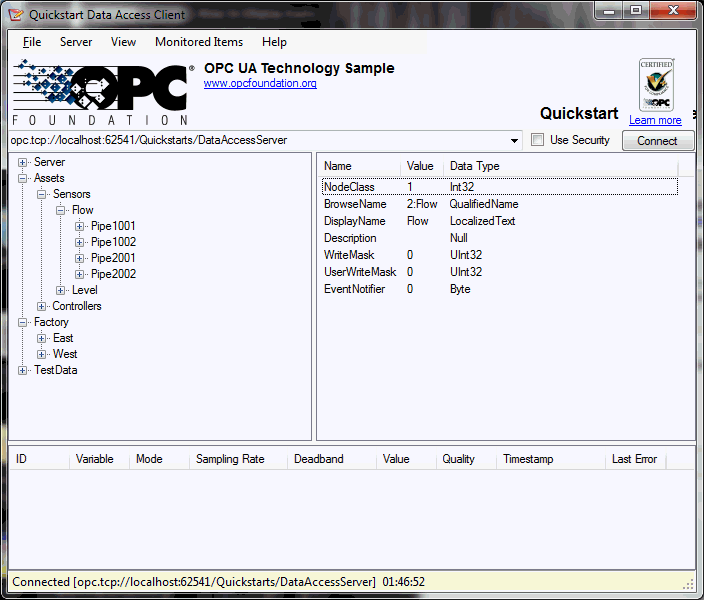 Quickstart Data Access Client
File Server View Monitored Items Help
OPC®
FOUNDATION
OPC UA Technology Sample
www.opcfoundation.org
CERTIFIED
OPC
Quickstart
Learn more
opc.tcp://localhost:62541/Quickstarts/DataAccessServer Use Security Connect
Server
Assets
Sensors
Flow
Pipe1001
Pipe1002
Pipe2001
Pipe2002
Level
Controllers
Factory
East
West
TestData
Name Value Data Type
NodeClass 1 Int32
BrowseName 2:Flow QualifiedName
DisplayName Flow LocalizedText
Description Null
WriteMask 0 UInt32
UserWriteMask 0 UInt32
EventNotifier 0 Byte
ID Variable Mode Sampling Rate Deadband Value Quality Timestamp Last Error
Connected [opc.tcp://localhost:62541/Quickstarts/DataAccessServer] 01:46:52